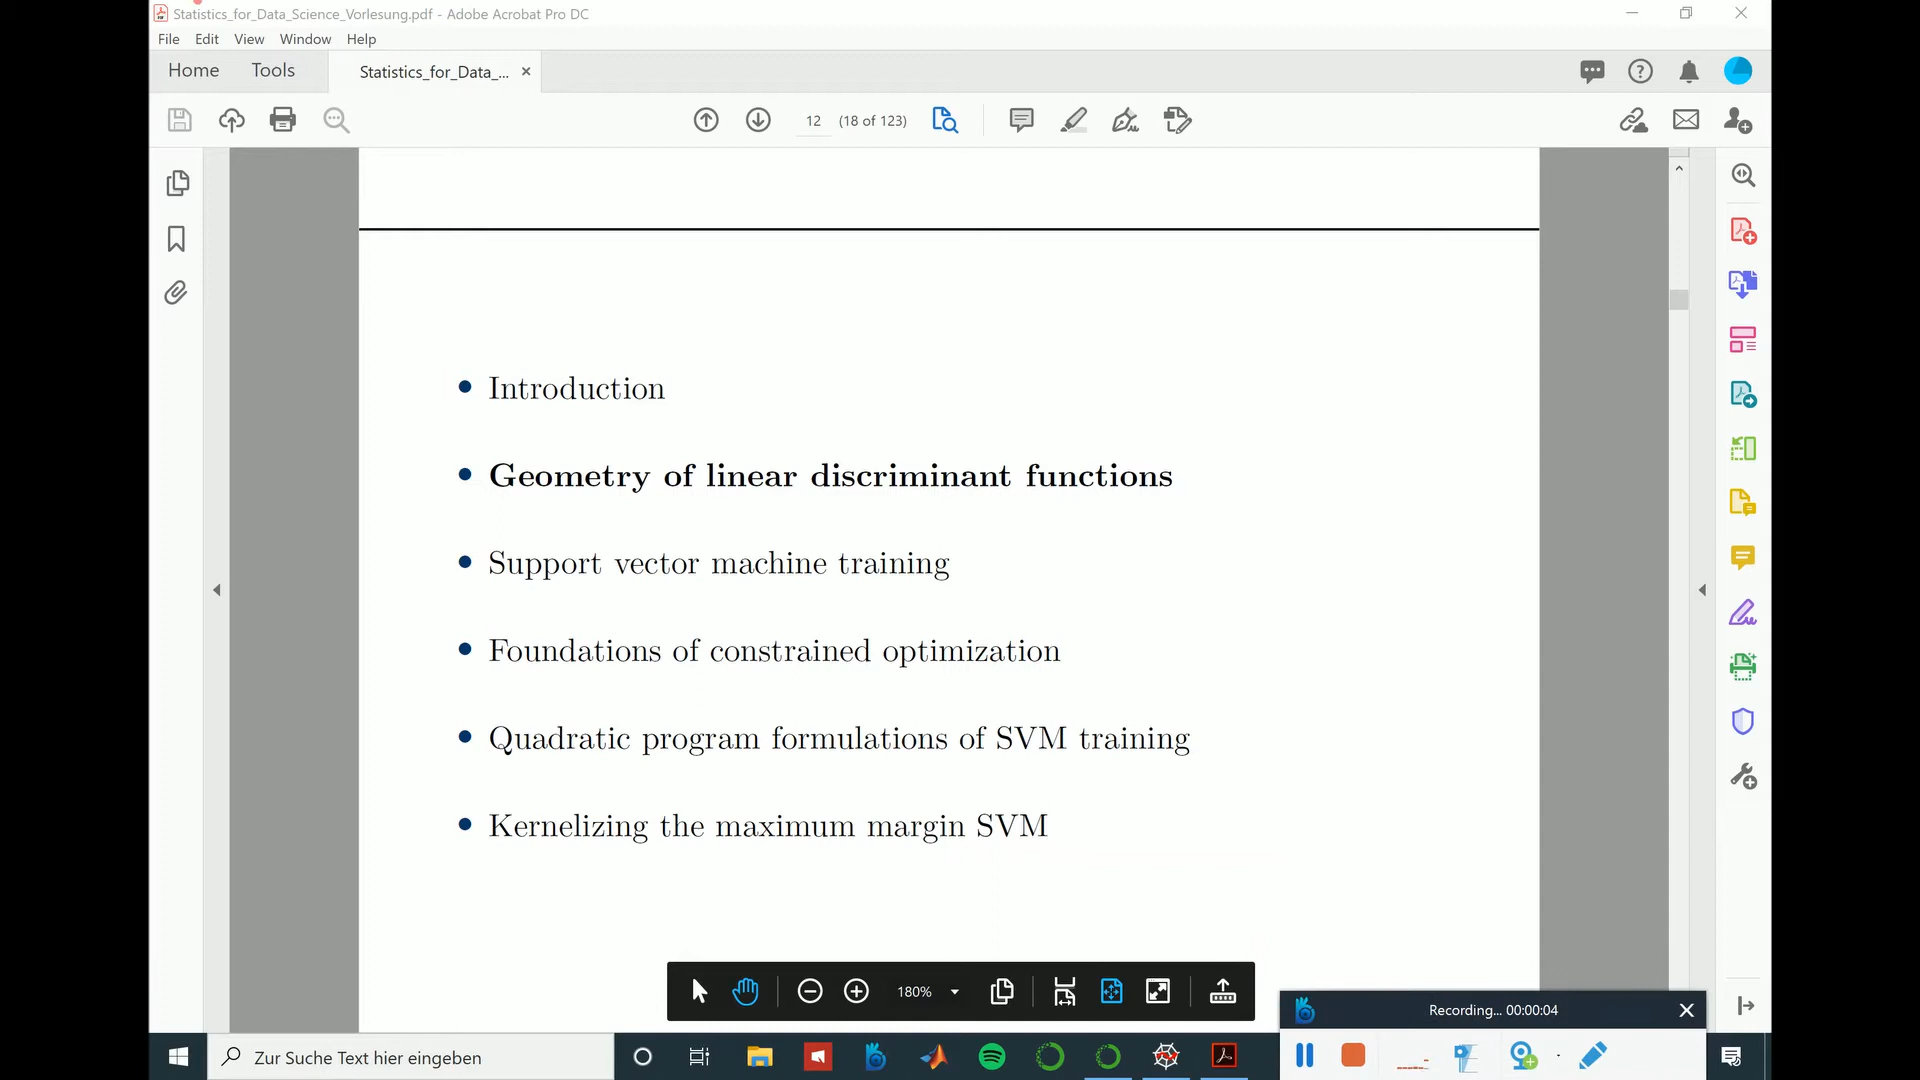 Statistics_for_Data_Science_Vorlesung.pdf - Adobe Acrobat Pro DC
File Edit View Window Help
Home Tools Statistics_for_Data_...
12 (18 of 123)
Introduction
Geometry of linear discriminant functions
Support vector machine training
Foundations of constrained optimization
Quadratic program formulations of SVM training
Kernelizing the maximum margin SVM
180%
Recording... 00:00:04
Zur Suche Text hier eingeben